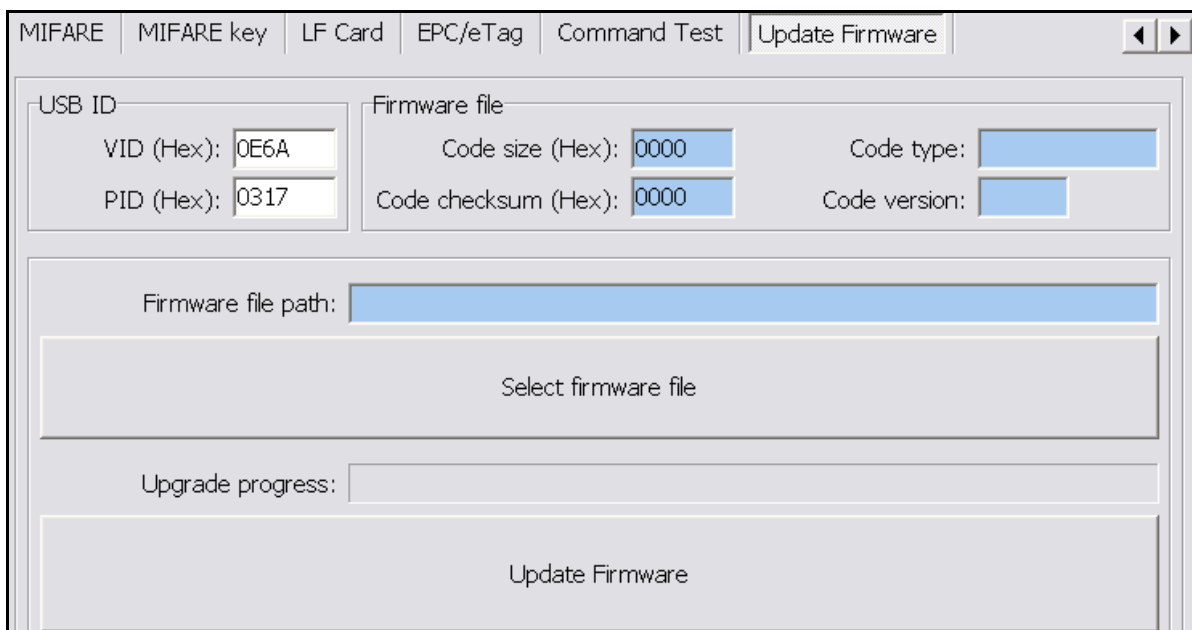 MIFARE MIFARE key LF Card EPC/eTag Command Test Update Firmware
USB ID Firmware file
VID (Hex): 0E6A Code size (Hex): 0000 Code type:
PID (Hex): 0317 Code checksum (Hex): 0000 Code version:
Firmware file path:
Select firmware file
Upgrade progress:
Update Firmware